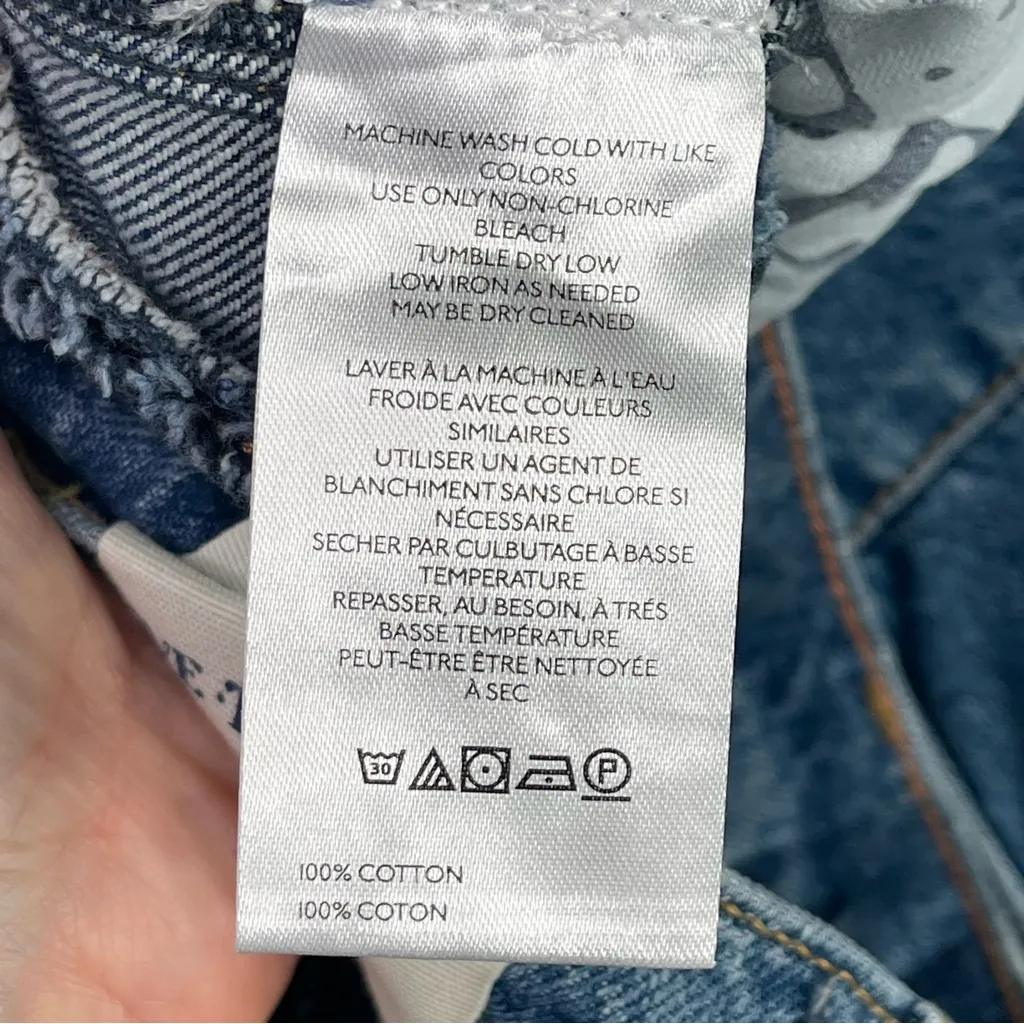 MACHINE WASH COLD WITH LIKE
COLORS
USE ONLY NON-CHLORINE
BLEACH
TUMBLE DRY LOW
LOW IRON AS NEEDED
MAY BE DRY CLEANED
LAVER À LA MACHINE À L'EAU
FROIDE AVEC COULEURS
SIMILAIRES
UTILISER UN AGENT DE
BLANCHIMENT SANS CHLORE SI
NÉCESSAIRE
SECHER PAR CULBUTAGE À BASSE
TEMPERATURE
REPASSER, AU BESOIN, À TRÉS
BASSE TEMPÉRATURE
PEUT-ÊTRE ÊTRE NETTOYÉE
À SEC
30 P
100% COTTON
100% COTON